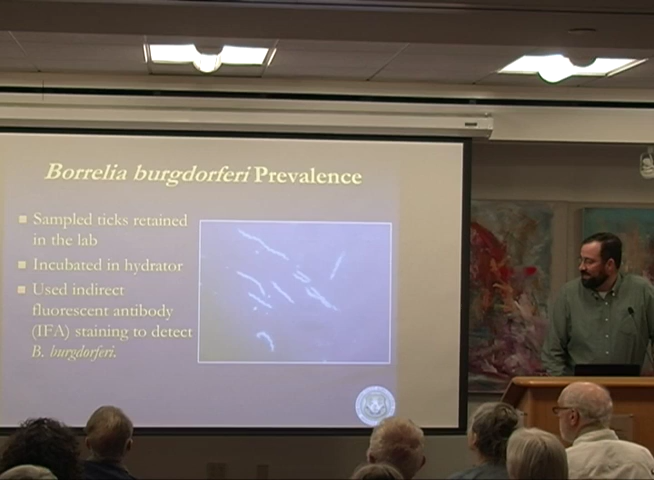 Borrelia burgdorferi Prevalence
Sampled ticks retained
in the lab
Incubated in hydrator
Used indirect
fluorescent antibody
(IFA) staining to detect
B. burgdorferi.